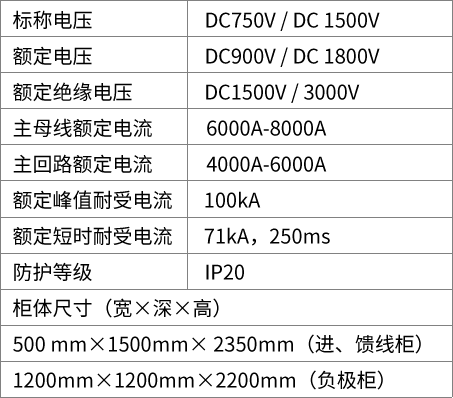 标称电压 DC750V / DC 1500V
额定电压 DC900V / DC 1800V
额定绝缘电压 DC1500V / 3000V
主母线额定电流 6000A-8000A
主回路额定电流 4000A-6000A
额定峰值耐受电流 100kA
额定短时耐受电流 71kA，250ms
防护等级 IP20
柜体尺寸（宽×深×高）
500 mm×1500mm× 2350mm（进、馈线柜）
1200mm×1200mm×2200mm（负极柜）